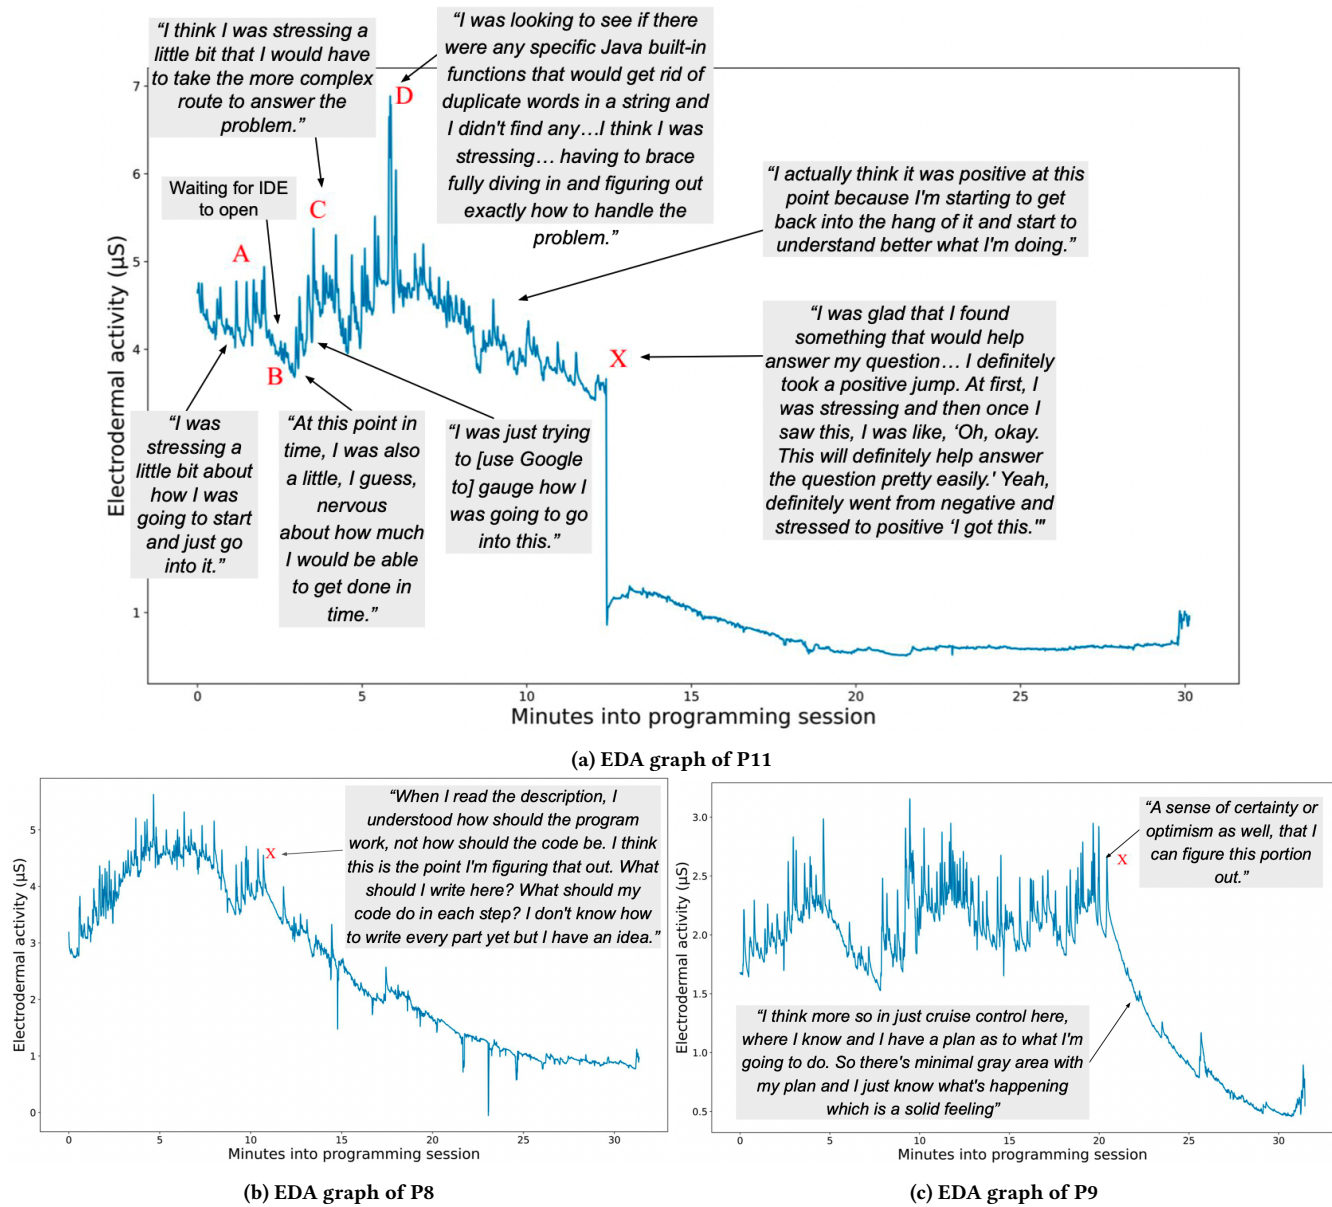 “I think I was stressing a
little bit that I would have
to take the more complex
route to answer the
problem.”
“I was looking to see if there
were any specific Java built-in
functions that would get rid of
duplicate words in a string and
I didn't find any…I think I was
stressing… having to brace
fully diving in and figuring out
exactly how to handle the
problem.”
Waiting for IDE
to open
“I actually think it was positive at this
point because I'm starting to get
back into the hang of it and start to
understand better what I'm doing.”
“I was glad that I found
something that would help
answer my question… I definitely
took a positive jump. At first, I
was stressing and then once I
saw this, I was like, ‘Oh, okay.
This will definitely help answer
the question pretty easily.' Yeah,
definitely went from negative and
stressed to positive ‘I got this.'"
“I was
stressing a
little bit about
how I was
going to start
and just go
into it.”
“At this point in
time, I was also
a little, I guess,
nervous
about how much
I would be able
to get done in
time.”
“I was just trying
to [use Google
to] gauge how I
was going to go
into this.”
A
B
C
D
X
Electrodermal activity (µS)
7
6
5
4
1
0
5
10
15
20
25
30
Minutes into programming session
(a) EDA graph of P11
“When I read the description, I
understood how should the program
work, not how should the code be. I think
this is the point I'm figuring that out. What
should I write here? What should my
code do in each step? I don't know how
to write every part yet but I have an idea.”
X
Electrodermal activity (µS)
5
4
3
2
1
0
0
5
10
15
20
25
30
Minutes into programming session
(b) EDA graph of P8
“A sense of certainty or
optimism as well, that I
can figure this portion
out.”
X
“I think more so in just cruise control here,
where I know and I have a plan as to what I'm
going to do. So there's minimal gray area with
my plan and I just know what's happening
which is a solid feeling”
Electrodermal activity (µS)
3.0
2.5
2.0
1.5
1.0
0.5
0
5
10
15
20
25
30
Minutes into programming session
(c) EDA graph of P9